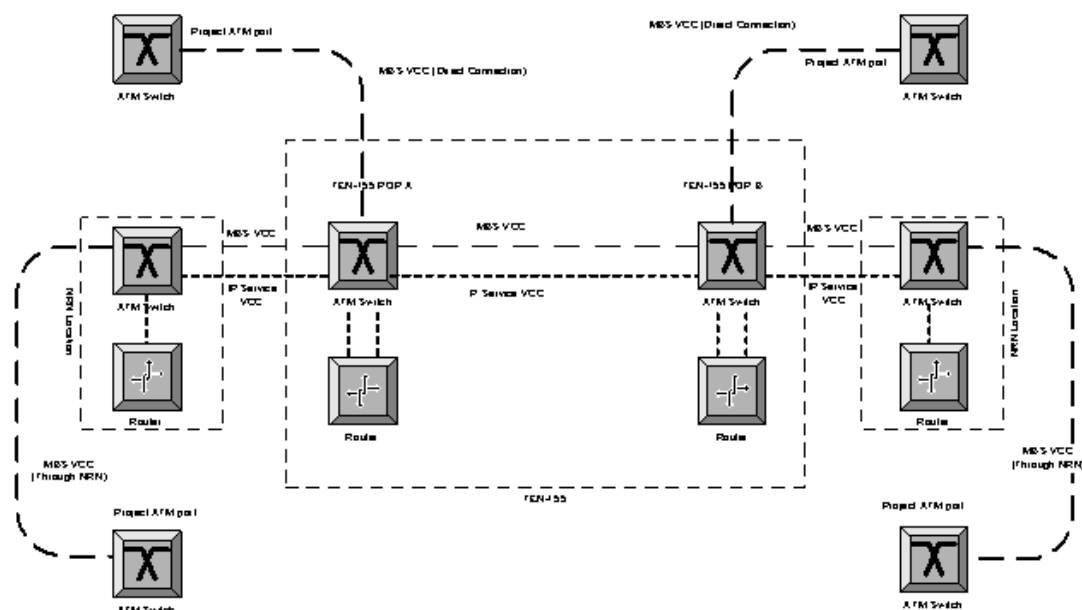 Project ATM port
MBS-VCC (Direct Connection)
ATM Switch
MBS-VCC (Direct Connection)
Project ATM port
ATM Switch
TEN-155 POP A
TEN-155 POP B
MBS-VCC
MBS-VCC
MBS-VCC
NRN Location
ATM Switch
IP Service
VCC
ATM Switch
IP Service VCC
ATM Switch
IP Service
VCC
ATM Switch
NRN Location
Router
Router
Router
Router
MBS-VCC
(Through NRN)
MBS-VCC
(Through NRN)
TEN-155
Project ATM port
ATM Switch
Project ATM port
ATM Switch